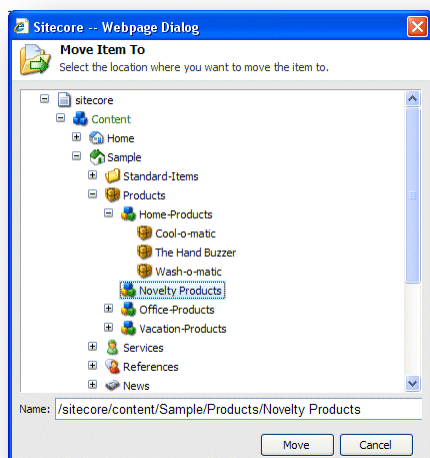 Sitecore -- Webpage Dialog
Move Item To
Select the location where you want to move the item to.
sitecore
Content
Home
Sample
Standard-Items
Products
Home-Products
Cool-o-matic
The Hand Buzzer
Wash-o-matic
Novelty Products
Office-Products
Vacation-Products
Services
References
News
Name: /sitecore/content/Sample/Products/Novelty Products
Move Cancel